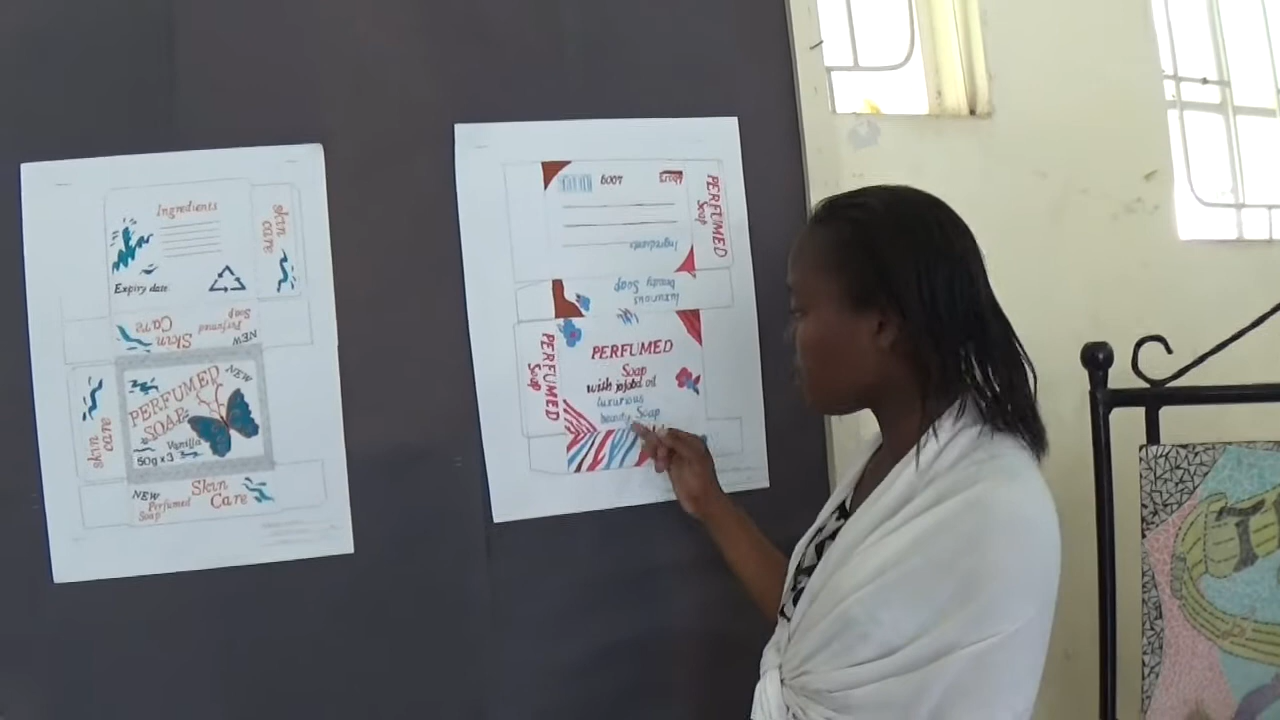 Ingredients
skin
care
Expiry date
Soap
Perfumed
NEW
Skin
Care
NEW
PERFUMED
SOAP
Vanilla
50g x 3
skin
care
NEW
Perfumed
Soap
Skin
Care
400g
PERFUMED
Soap
Ingredients
luxurious
beauty Soap
PERFUMED
Soap
PERFUMED
Soap
with jojoba oil
luxurious
beauty Soap